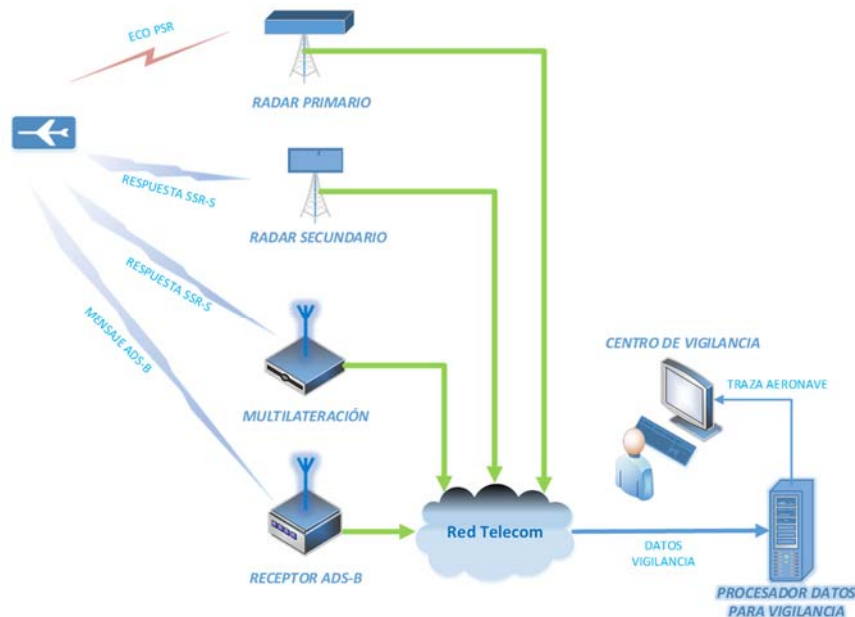 ECO PSR
RADAR PRIMARIO
RESPUESTA SSR-S
RADAR SECUNDARIO
RESPUESTA SSR-S
MENSAJE ADS-B
MULTILATERACIÓN
RECEPTOR ADS-B
Red Telecom
CENTRO DE VIGILANCIA
TRAZA AERONAVE
DATOS
VIGILANCIA
PROCESADOR DATOS
PARA VIGILANCIA